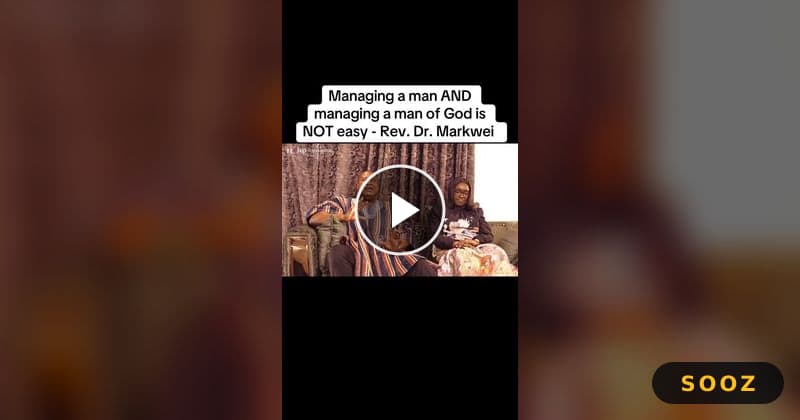 Managing a man AND
managing a man of God is
NOT easy - Rev. Dr. Markwei
SOOZ